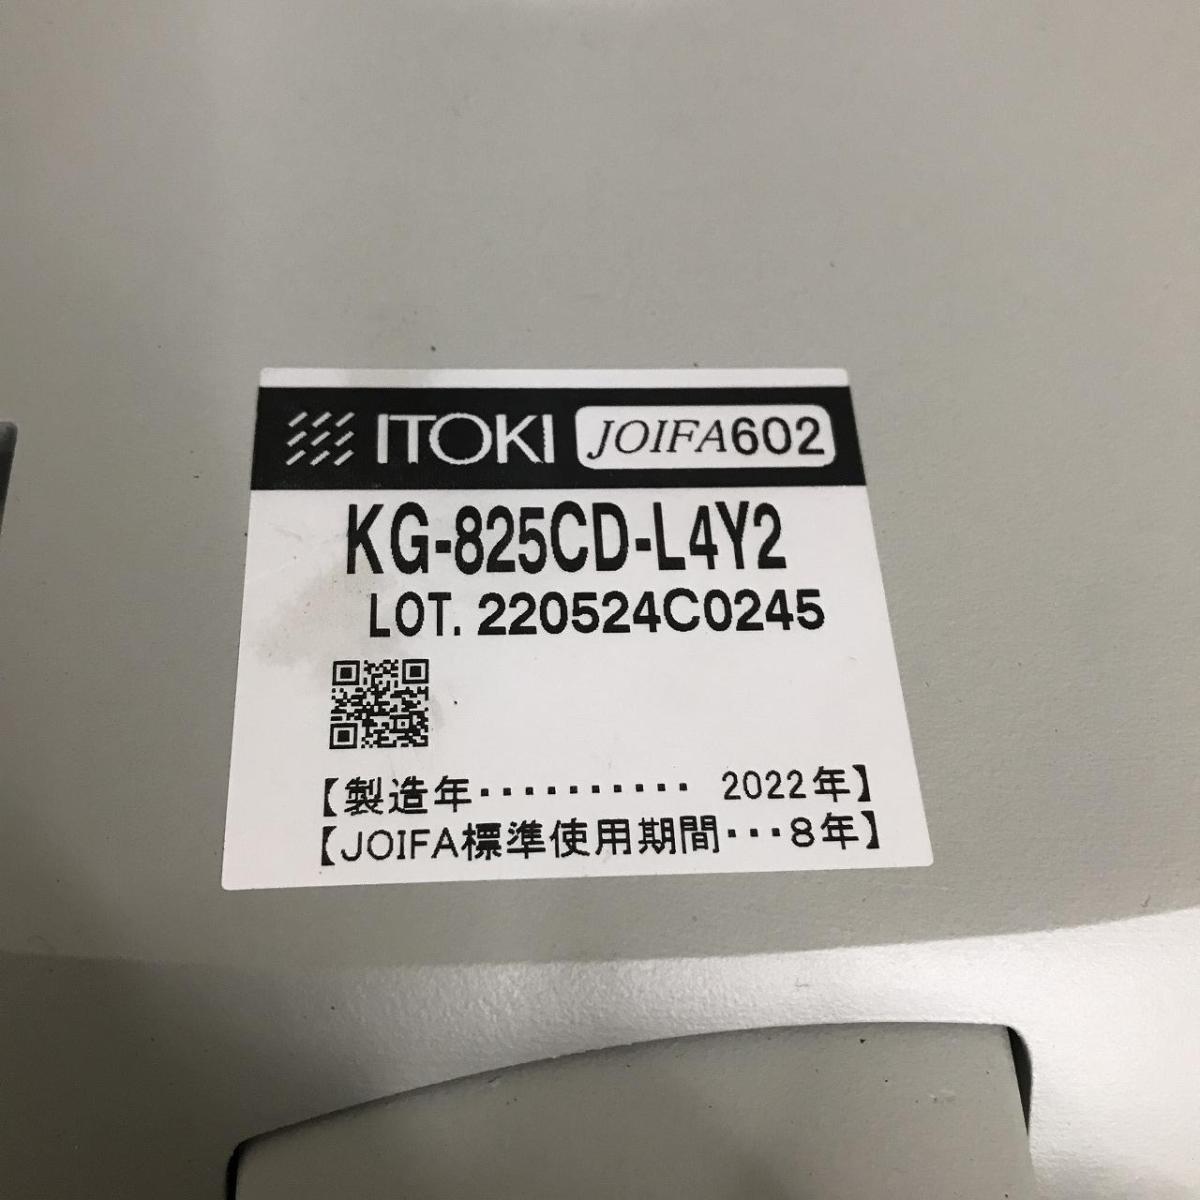 ITOKI JOIFA602
KG-825CD-L4Y2
LOT. 220524C0245
【製造年‥‥‥‥‥ 2022年】
【JOIFA標準使用期間…8年】